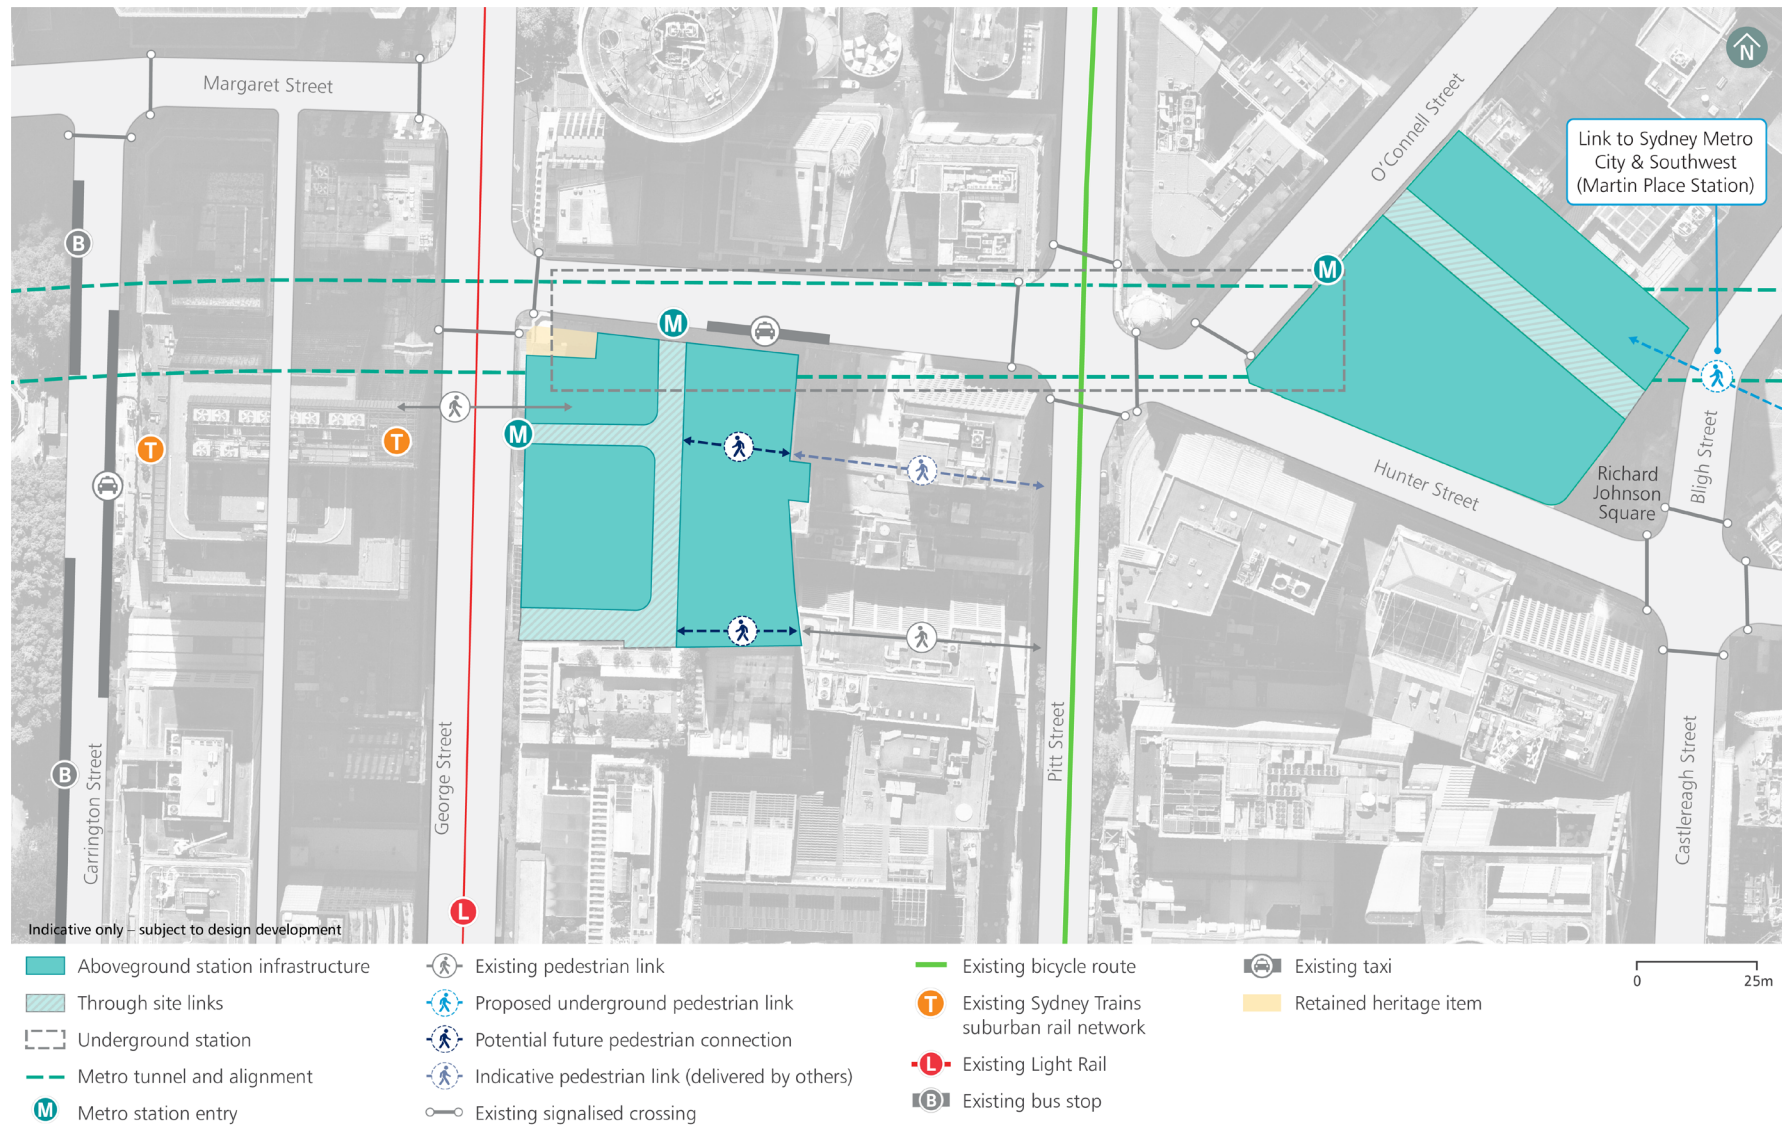 Margaret Street
N
O'Connell Street
Link to Sydney Metro
City & Southwest
(Martin Place Station)
B
M
M
T
T
M
Hunter Street
Richard
Johnson
Square
Bligh Street
B
Carrington Street
George Street
Pitt Street
Castlereagh Street
L
Indicative only – subject to design development
Aboveground station infrastructure
Through site links
Underground station
Metro tunnel and alignment
M Metro station entry
Existing pedestrian link
Proposed underground pedestrian link
Potential future pedestrian connection
Indicative pedestrian link (delivered by others)
Existing signalised crossing
Existing bicycle route
T Existing Sydney Trains
suburban rail network
L Existing Light Rail
B Existing bus stop
Existing taxi
Retained heritage item
0 25m